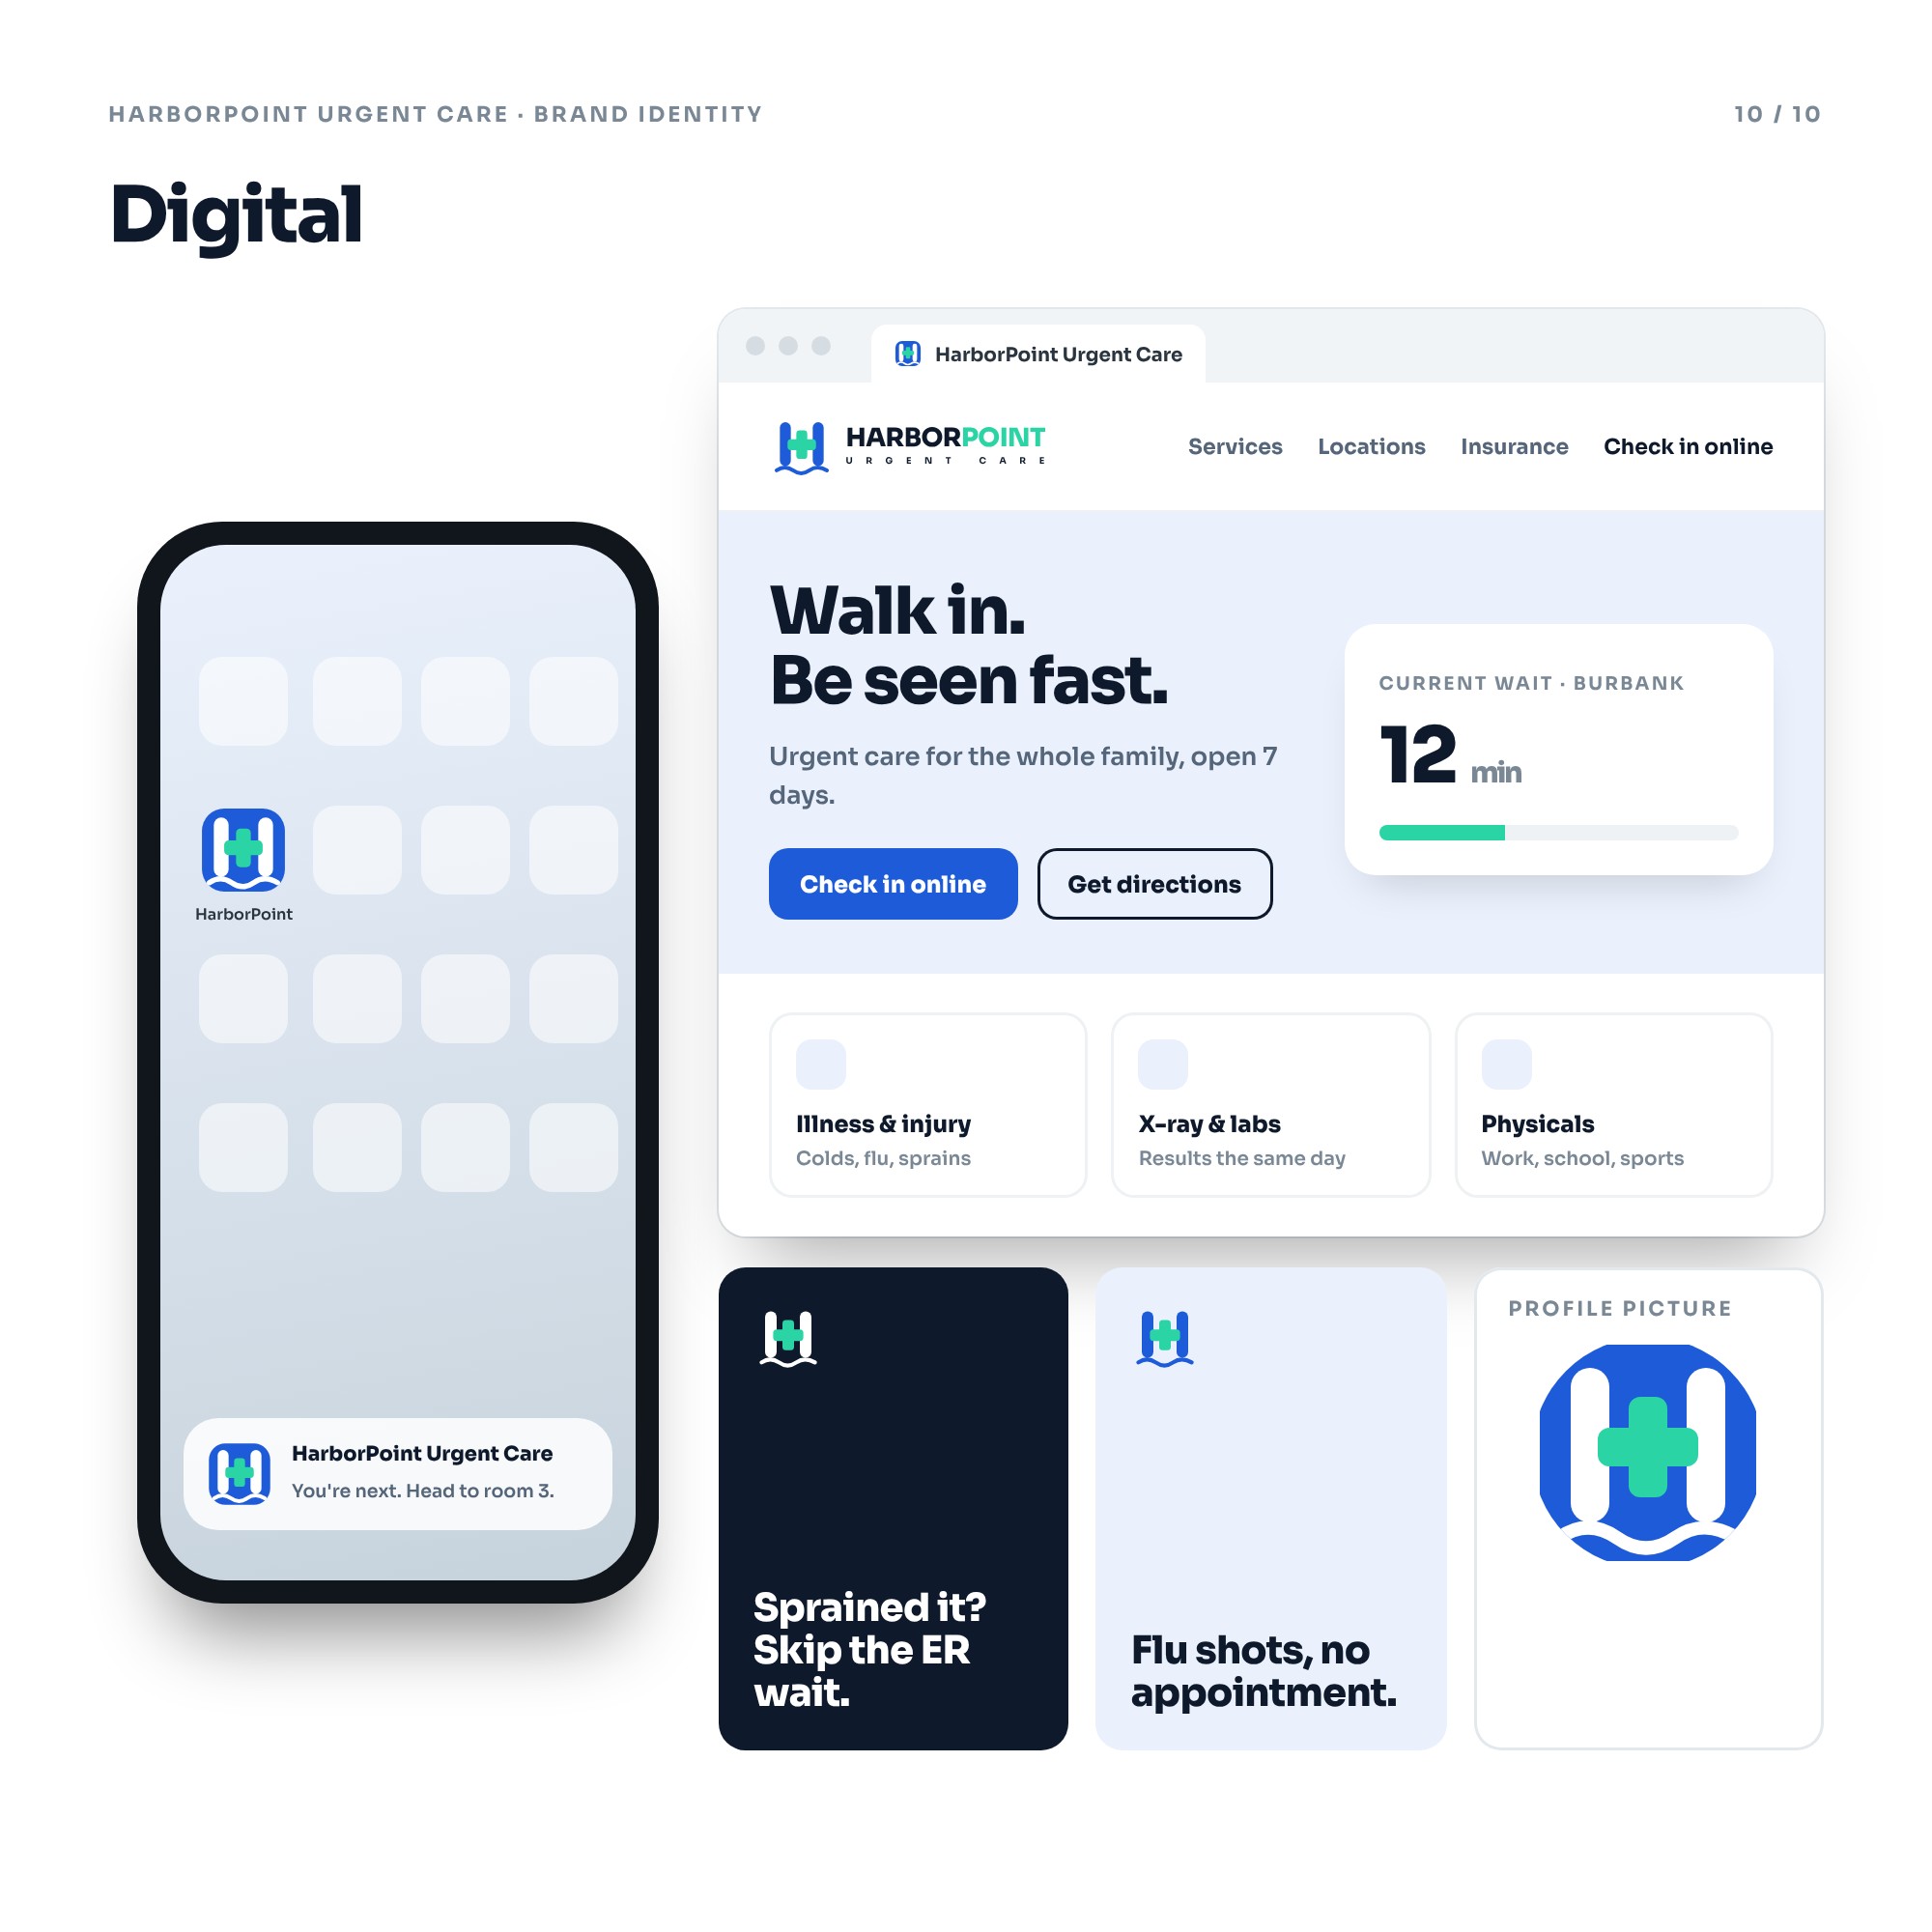 HARBORPOINT URGENT CARE · BRAND IDENTITY
10 / 10
Digital
HarborPoint Urgent Care
HARBORPOINT
URGENT CARE
Services Locations Insurance Check in online
Walk in.
Be seen fast.
Urgent care for the whole family, open 7
days.
Check in online
Get directions
CURRENT WAIT · BURBANK
12 min
Illness & injury
Colds, flu, sprains
X-ray & labs
Results the same day
Physicals
Work, school, sports
HarborPoint
HarborPoint Urgent Care
You're next. Head to room 3.
Sprained it?
Skip the ER
wait.
Flu shots, no
appointment.
PROFILE PICTURE